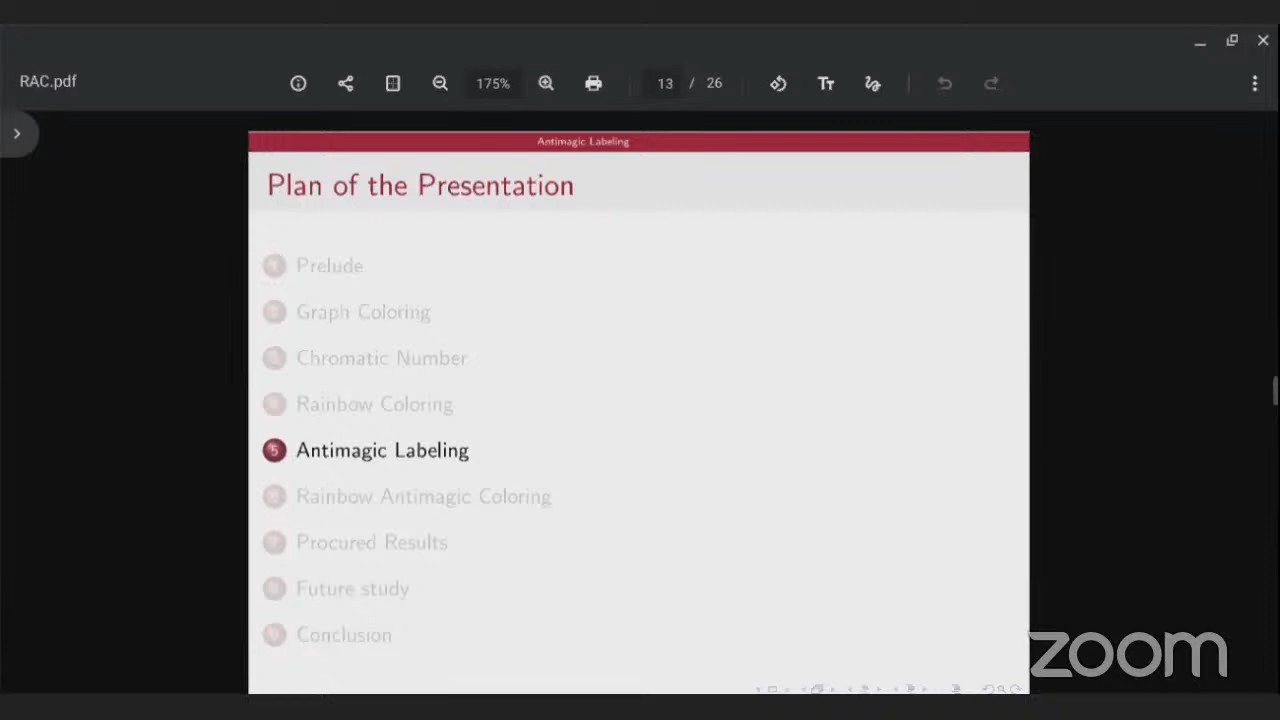 RAC.pdf
175%
13 / 26
Antimagic Labeling
Plan of the Presentation
Prelude
Graph Coloring
Chromatic Number
Rainbow Coloring
5 Antimagic Labeling
Rainbow Antimagic Coloring
Procured Results
Future study
Conclusion
zoom